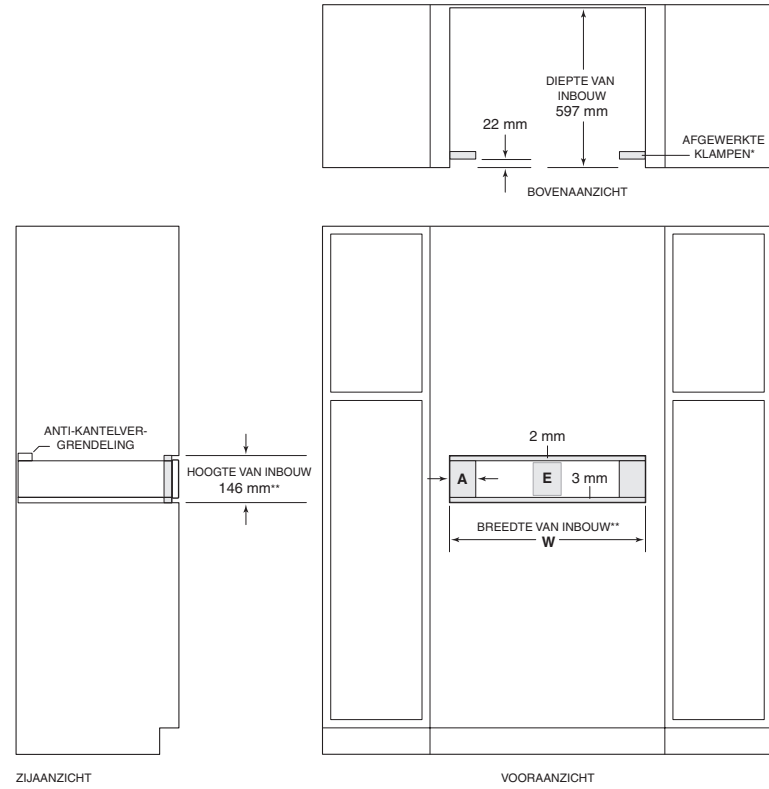 DIEPTE VAN
INBOUW
597 mm
22 mm
AFGEWERKTE
KLAMPEN*
BOVENAANZICHT
ANTI-KANTELVER-
GRENDELING
HOOGTE VAN INBOUW
146 mm**
2 mm
A
E
3 mm
BREEDTE VAN INBOUW**
W
ZIJAANZICHT
VOORAANZICHT